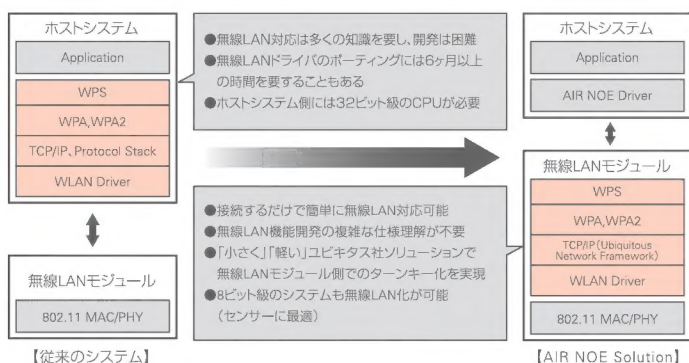 ホストシステム
Application
WPS
WPA,WPA2
TCP/IP、Protocol Stack
WLAN Driver
無線LANモジュール
802.11 MAC/PHY
【従来のシステム】
●無線LAN対応は多くの知識を要し、開発は困難
●無線LANドライバのポーティングには6ヶ月以上
の時間を要することもある
●ホストシステム側には32ビット級のCPUが必要
●接続するだけで簡単に無線LAN対応可能
●無線LAN機能開発の複雑な仕様理解が不要
●「小さく」「軽い」ユビキタス社ソリューションで
無線LANモジュール側でのターンキー化を実現
●8ビット級のシステムも無線LAN化が可能
（センサーに最適）
ホストシステム
Application
AIR NOE Driver
無線LANモジュール
WPS
WPA,WPA2
TCP/IP（Ubiquitous
Network Framework）
WLAN Driver
802.11 MAC/PHY
【AIR NOE Solution】